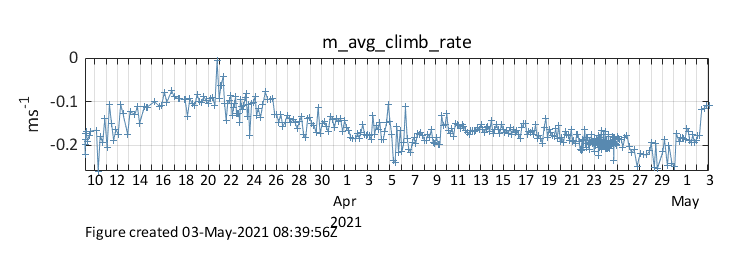 m_avg_climb_rate
0
-0.1
-0.2
ms-1
10 12 14 16 18 20 22 24 26 28 30 1 3 5 7 9 11 13 15 17 19 21 23 25 27 29 1 3
Apr May
2021
Figure created 03-May-2021 08:39:56Z